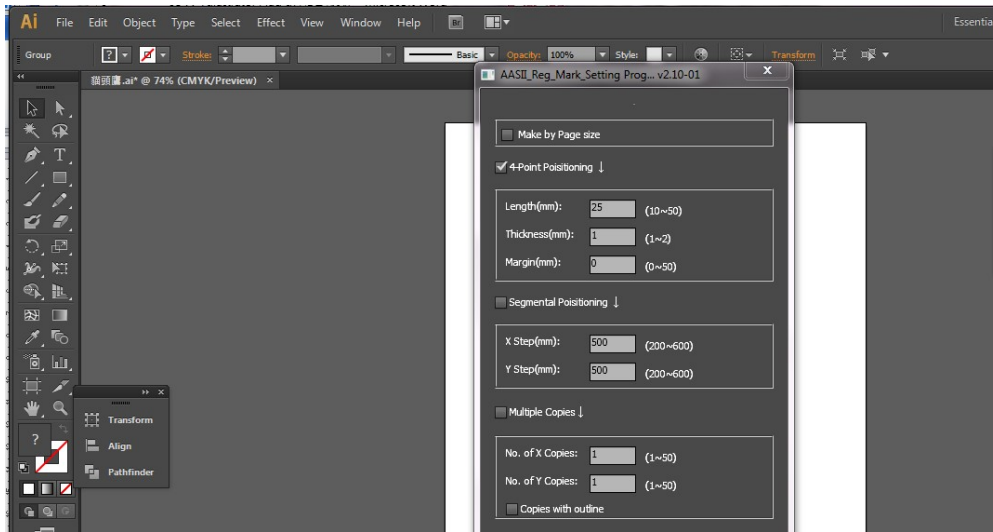 Ai File Edit Object Type Select Effect View Window Help Br
Essentia
Group ? Stroke: Basic Opacity: 100% Style: Transform
貓頭鷹.ai* @ 74% (CMYK/Preview) ×
AASII_Reg_Mark_Setting Prog... v2.10-01 X
Make by Page size
4-Point Poisitioning ↓
Length(mm): 25 (10~50)
Thickness(mm): 1 (1~2)
Margin(mm): 0 (0~50)
Segmental Poisitioning ↓
X Step(mm): 500 (200~600)
Y Step(mm): 500 (200~600)
Multiple Copies ↓
No. of X Copies: 1 (1~50)
No. of Y Copies: 1 (1~50)
Copies with outline
T
Transform
Align
Pathfinder
?